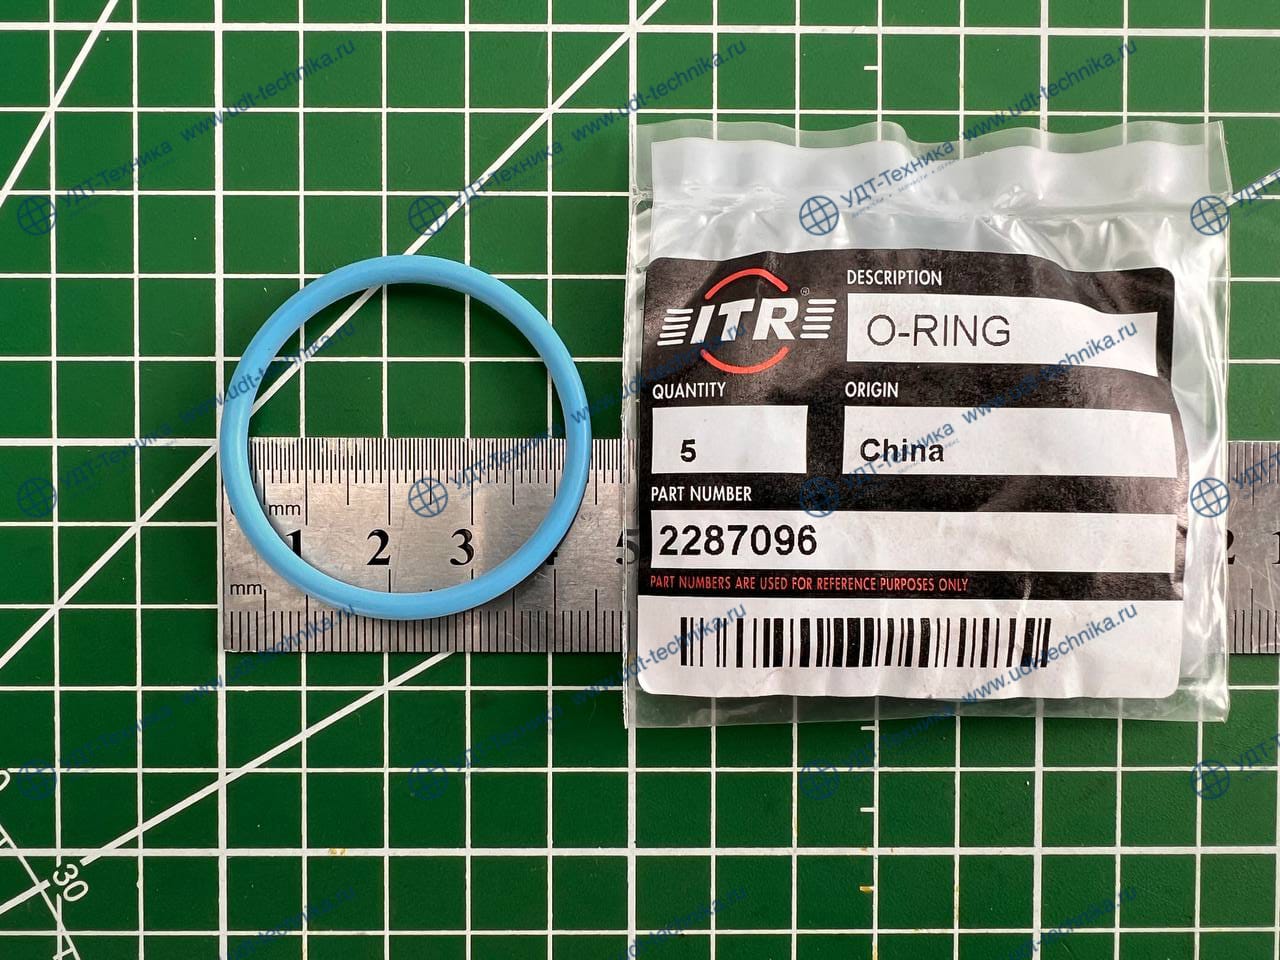 ITR
DESCRIPTION
O-RING
QUANTITY
ORIGIN
5
China
PART NUMBER
2287096
PART NUMBERS ARE USED FOR REFERENCE PURPOSES ONLY
mm
1 2 3 4 5
mm
30
УДТ-Техника
www.udt-technika.ru